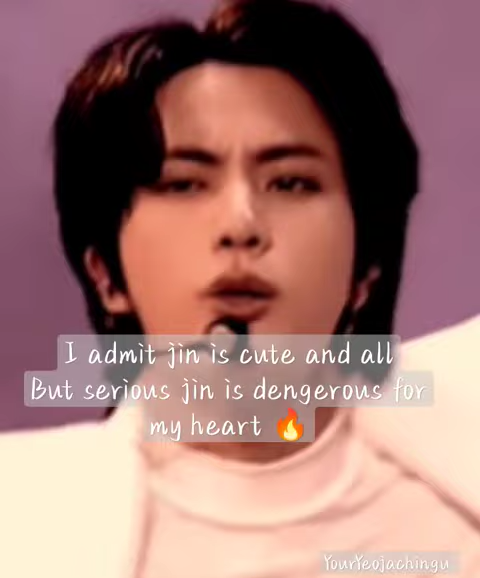 I admit jin is cute and all
But serious jin is dengerous for
my heart 🔥
YourYeojachingu